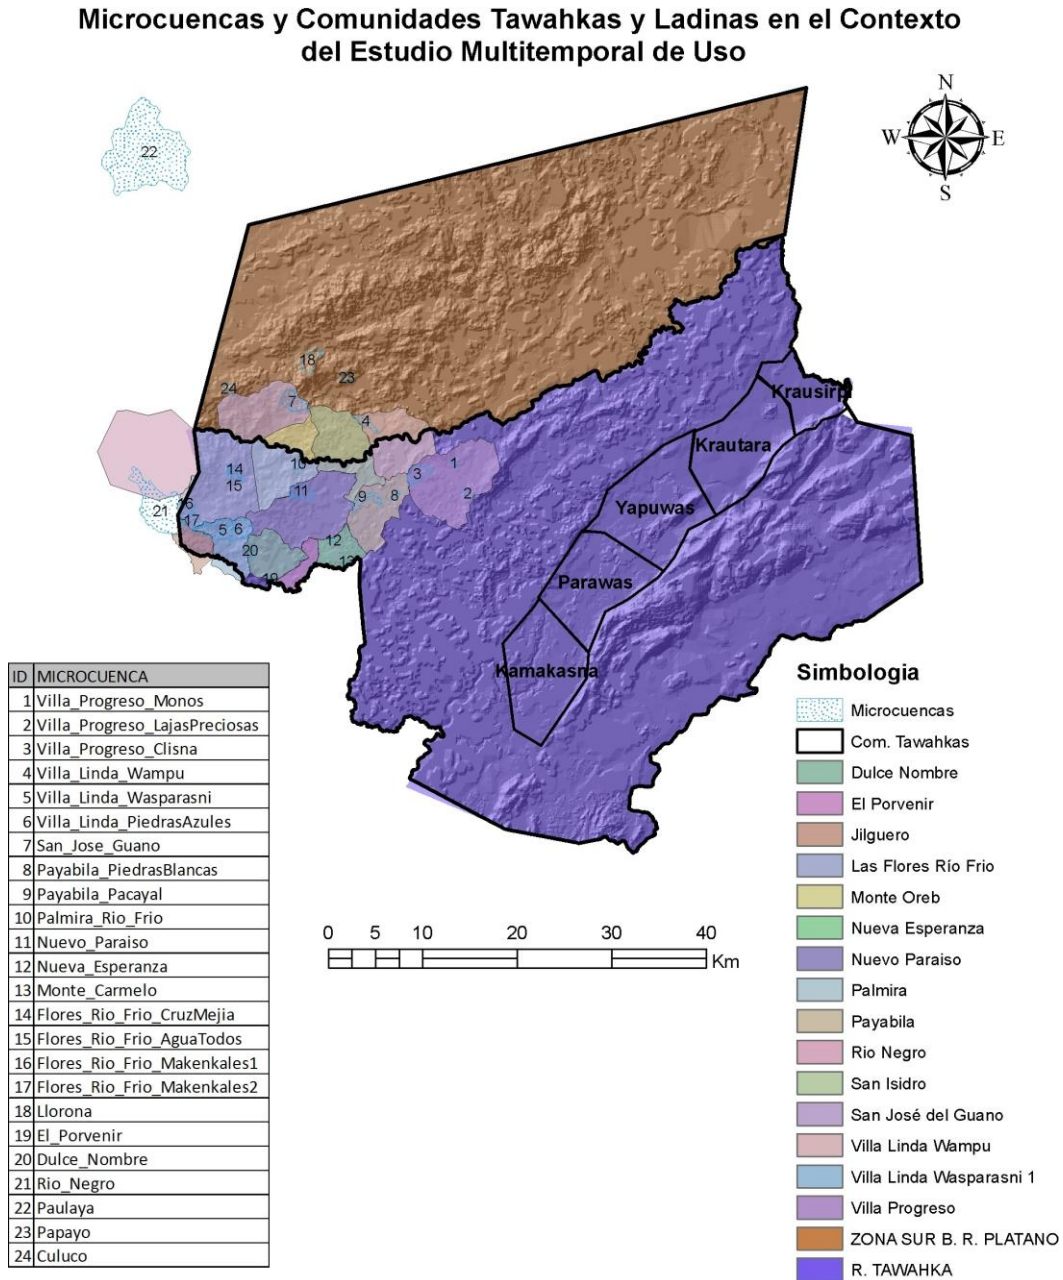 Microcuencas y Comunidades Tawahkas y Ladinas en el Contexto
del Estudio Multitemporal de Uso
N
W E
S
22
18
23
24
7
4
10
3
1
14
15
11
9
8
2
16
21
17
5 6
20
12
13
19
Krausirpi
Krautara
Yapuwas
Parawas
Kamakasna
ID MICROCUENCA
1 Villa_Progreso_Monos
2 Villa_Progreso_LajasPreciosas
3 Villa_Progreso_Clisna
4 Villa_Linda_Wampu
5 Villa_Linda_Wasparasni
6 Villa_Linda_PiedrasAzules
7 San_Jose_Guano
8 Payabila_PiedrasBlancas
9 Payabila_Pacayal
10 Palmira_Rio_Frio
11 Nuevo_Paraiso
12 Nueva_Esperanza
13 Monte_Carmelo
14 Flores_Rio_Frio_CruzMejia
15 Flores_Rio_Frio_AguaTodos
16 Flores_Rio_Frio_Makenkales1
17 Flores_Rio_Frio_Makenkales2
18 Llorona
19 El_Porvenir
20 Dulce_Nombre
21 Rio_Negro
22 Paulaya
23 Papayo
24 Culuco
0 5 10 20 30 40
Km
Simbologia
Microcuencas
Com. Tawahkas
Dulce Nombre
El Porvenir
Jilguero
Las Flores Río Frio
Monte Oreb
Nueva Esperanza
Nuevo Paraiso
Palmira
Payabila
Rio Negro
San Isidro
San José del Guano
Villa Linda Wampu
Villa Linda Wasparasni 1
Villa Progreso
ZONA SUR B. R. PLATANO
R. TAWAHKA